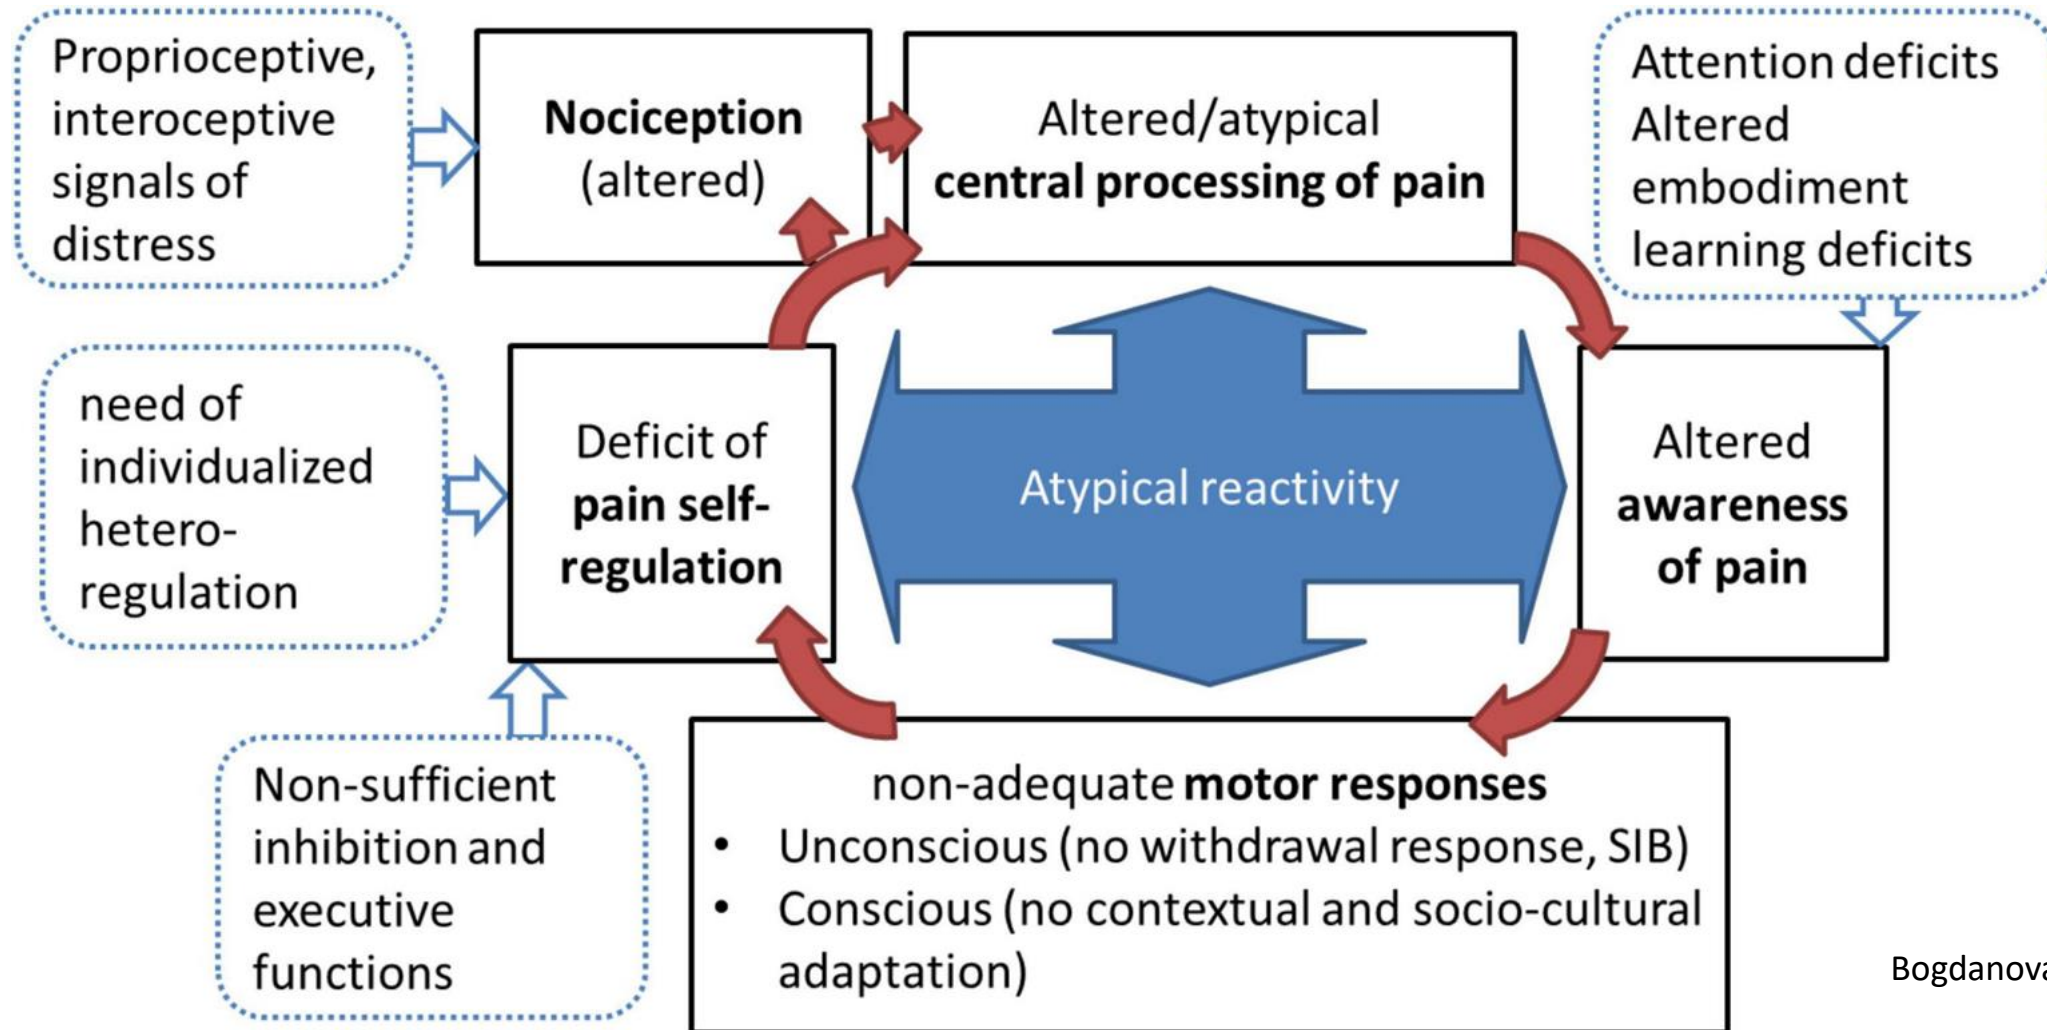 Proprioceptive,
interoceptive
signals of
distress
Nociception
(altered)
Altered/atypical
central processing of pain
Attention deficits
Altered
embodiment
learning deficits
need of
individualized
hetero-
regulation
Deficit of
pain self-
regulation
Atypical reactivity
Altered
awareness
of pain
Non-sufficient
inhibition and
executive
functions
non-adequate motor responses
• Unconscious (no withdrawal response, SIB)
• Conscious (no contextual and socio-cultural
adaptation)
Bogdanova